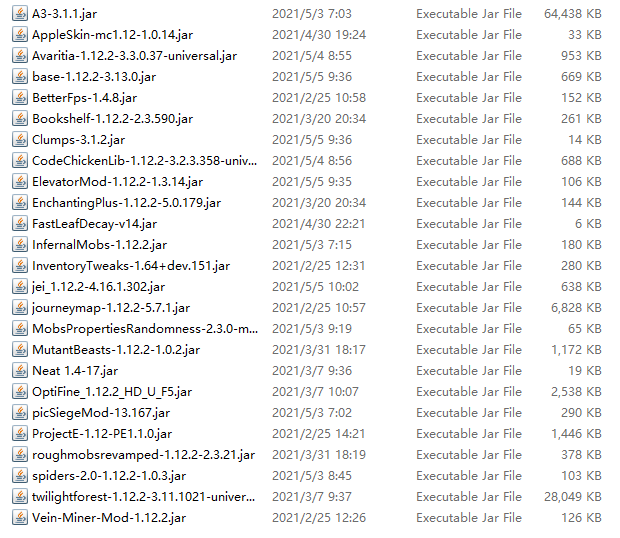 A3-3.1.1.jar 2021/5/3 7:03 Executable Jar File 64,438 KB
AppleSkin-mc1.12-1.0.14.jar 2021/4/30 19:24 Executable Jar File 33 KB
Avaritia-1.12.2-3.3.0.37-universal.jar 2021/5/4 8:55 Executable Jar File 953 KB
base-1.12.2-3.13.0.jar 2021/5/5 9:36 Executable Jar File 669 KB
BetterFps-1.4.8.jar 2021/2/25 10:58 Executable Jar File 152 KB
Bookshelf-1.12.2-2.3.590.jar 2021/3/20 20:34 Executable Jar File 261 KB
Clumps-3.1.2.jar 2021/5/5 9:36 Executable Jar File 14 KB
CodeChickenLib-1.12.2-3.2.3.358-univ... 2021/5/4 8:56 Executable Jar File 688 KB
ElevatorMod-1.12.2-1.3.14.jar 2021/5/5 9:35 Executable Jar File 106 KB
EnchantingPlus-1.12.2-5.0.179.jar 2021/3/20 20:34 Executable Jar File 144 KB
FastLeafDecay-v14.jar 2021/4/30 22:21 Executable Jar File 6 KB
InfernalMobs-1.12.2.jar 2021/5/3 7:15 Executable Jar File 180 KB
InventoryTweaks-1.64+dev.151.jar 2021/2/25 12:31 Executable Jar File 280 KB
jei_1.12.2-4.16.1.302.jar 2021/5/5 10:02 Executable Jar File 638 KB
journeymap-1.12.2-5.7.1.jar 2021/2/25 10:57 Executable Jar File 6,828 KB
MobsPropertiesRandomness-2.3.0-m... 2021/5/3 9:19 Executable Jar File 65 KB
MutantBeasts-1.12.2-1.0.2.jar 2021/3/31 18:17 Executable Jar File 1,172 KB
Neat 1.4-17.jar 2021/3/7 9:36 Executable Jar File 19 KB
OptiFine_1.12.2_HD_U_F5.jar 2021/3/7 10:07 Executable Jar File 2,538 KB
picSiegeMod-13.167.jar 2021/5/3 7:02 Executable Jar File 290 KB
ProjectE-1.12-PE1.1.0.jar 2021/2/25 14:21 Executable Jar File 1,446 KB
roughmobsrevamped-1.12.2-2.3.21.jar 2021/3/31 18:19 Executable Jar File 378 KB
spiders-2.0-1.12.2-1.0.3.jar 2021/5/3 8:45 Executable Jar File 103 KB
twilightforest-1.12.2-3.11.1021-univer... 2021/3/7 9:37 Executable Jar File 28,049 KB
Vein-Miner-Mod-1.12.2.jar 2021/2/25 12:26 Executable Jar File 126 KB